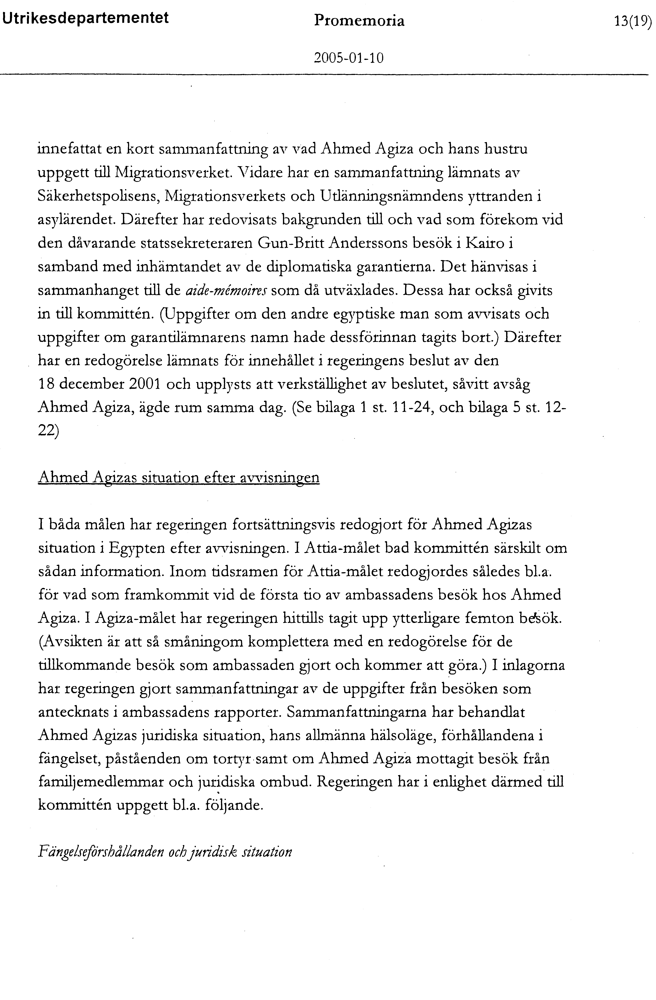 Utrikesdepartementet Promemoria 13(19)
2005-01-10
innefattat en kort sammanfattning av vad Ahmed Agiza och hans hustru
uppgett till Migrationsverket. Vidare har en sammanfattning lämnats av
Säkerhetspolisens, Migrationsverkets och Utlänningsnämndens yttranden i
asylärendet. Därefter har redovisats bakgrunden till och vad som förekom vid
den dåvarande statssekreteraren Gun-Britt Anderssons besök i Kairo i
samband med inhämtandet av de diplomatiska garantierna. Det hänvisas i
sammanhanget till de aide-mémoires som då utväxlades. Dessa har också givits
in till kommittén. (Uppgifter om den andre egyptiske man som avvisats och
uppgifter om garantilämnarens namn hade dessförinnan tagits bort.) Därefter
har en redogörelse lämnats för innehållet i regeringens beslut av den
18 december 2001 och upplysts att verkställighet av beslutet, såvitt avsåg
Ahmed Agiza, ägde rum samma dag. (Se bilaga 1 st. 11-24, och bilaga 5 st. 12-
22)
Ahmed Agizas situation efter avvisningen
I båda målen har regeringen fortsättningsvis redogjort för Ahmed Agizas
situation i Egypten efter avvisningen. I Attia-målet bad kommittén särskilt om
sådan information. Inom tidsramen för Attia-målet redogjordes således bl.a.
för vad som framkommit vid de första tio av ambassadens besök hos Ahmed
Agiza. I Agiza-målet har regeringen hittills tagit upp ytterligare femton besök.
(Avsikten är att så småningom komplettera med en redogörelse för de
tillkommande besök som ambassaden gjort och kommer att göra.) I inlagorna
har regeringen gjort sammanfattningar av de uppgifter från besöken som
antecknats i ambassadens rapporter. Sammanfattningarna har behandlat
Ahmed Agizas juridiska situation, hans allmänna hälsoläge, förhållandena i
fängelset, påståenden om tortyr samt om Ahmed Agiza mottagit besök från
familjemedlemmar och juridiska ombud. Regeringen har i enlighet därmed till
kommittén uppgett bl.a. följande.
Fängelseförshållanden och juridisk situation